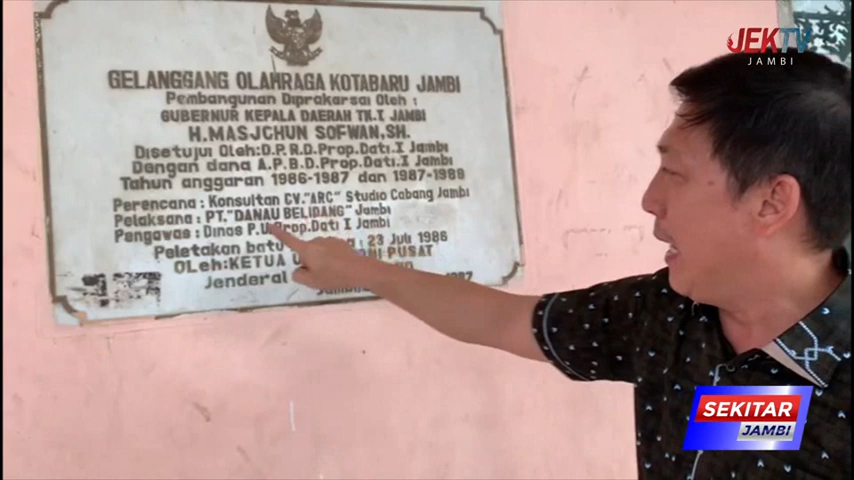 JEKTV
JAMBI
GELANGGANG OLAHRAGA KOTABARU JAMBI
Pembangunan Diprakarsai Oleh :
GUBERNUR KEPALA DAERAH TK.I JAMBI
H.MASJCHUN SOFWAN,SH.
Disetujui Oleh:D.P.R.D.Prop.Dati.I Jambi
Dengan dana A.P.B.D.Prop.Dati.I Jambi
Tahun anggaran 1986-1987 dan 1987-1988
Perencana : Konsultan CV."ARC" Studio Cabang Jambi
Pelaksana : PT."DANAU BELIDANG" Jambi
Pengawas : Dinas P.U.Prop.Dati I Jambi
Peletakan batu : 23 Juli 1986
OLeh:KETUA PUSAT
Jenderal
Jambi, 1987
SEKITAR
JAMBI